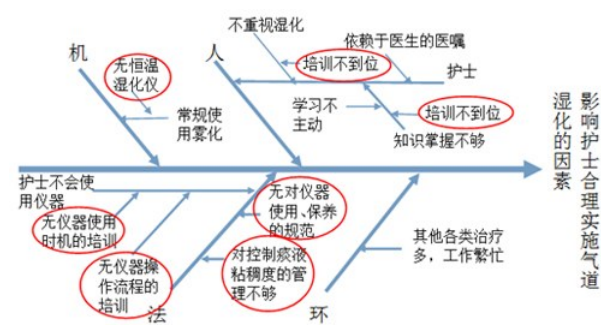 不重视湿化
机
人
培训不到位
依赖于医生的医嘱
护士
无恒温
湿化仪
常规使
用雾化
学习不
主动
培训不到位
知识掌握不够
影响护士合理实施气道
湿化的因素
护士不会使
用仪器
无仪器使用
时机的培训
无仪器操
作流程的
培训
法
无对仪器
使用、保养
的规范
对控制痰液
粘稠度的管
理不够
环
其他各类治疗
多，工作繁忙